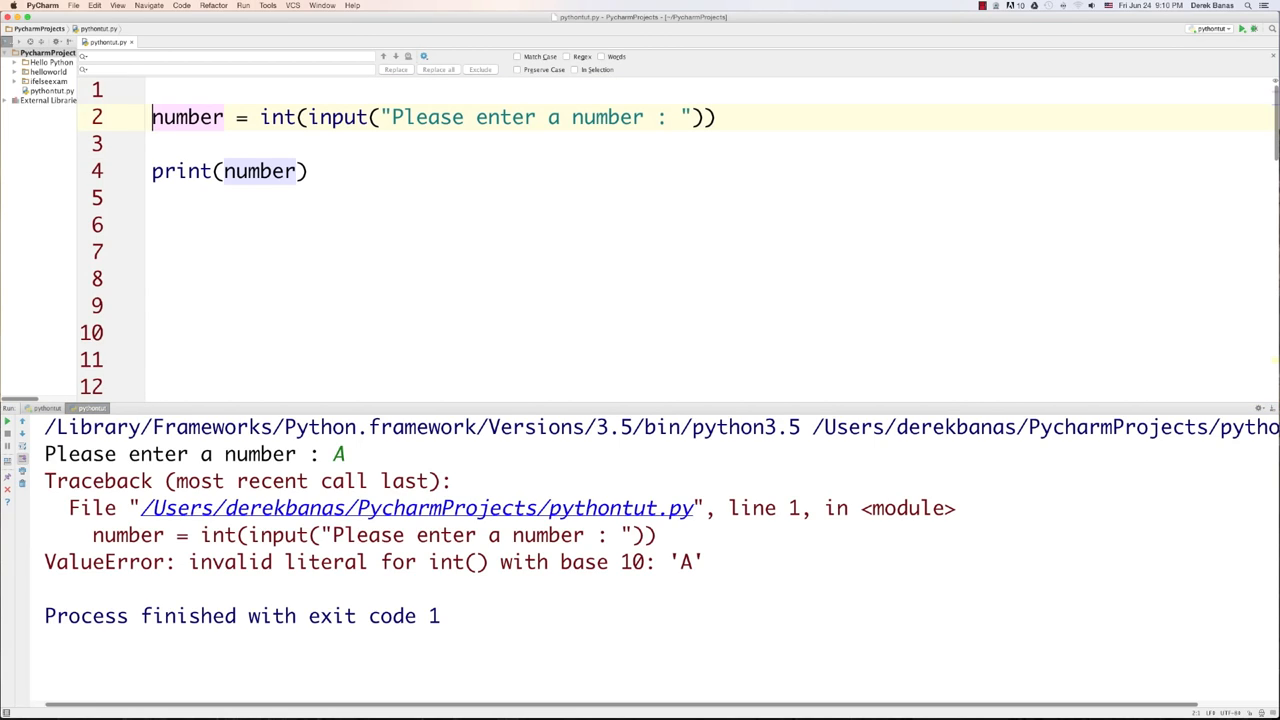 PyCharm File Edit View Navigate Code Refactor Run Tools VCS Window Help Fri Jun 24 9:10 PM Derek Banas
pythontut.py - PycharmProjects - [~/PycharmProjects]
PycharmProjects pythontut.py pythontut
pythontut.py
PycharmProject
Hello Python
helloworld
ifelseexam
pythontut.py
External Librarie
Match Case Regex Words
Replace Replace all Exclude Preserve Case In Selection
1
2 number = int(input("Please enter a number : "))
3
4 print(number)
5
6
7
8
9
10
11
12
Run: pythontut pythontut
/Library/Frameworks/Python.framework/Versions/3.5/bin/python3.5 /Users/derekbanas/PycharmProjects/pytho
Please enter a number : A
Traceback (most recent call last):
File "/Users/derekbanas/PycharmProjects/pythontut.py", line 1, in <module>
number = int(input("Please enter a number : "))
ValueError: invalid literal for int() with base 10: 'A'
Process finished with exit code 1
2:1 LF÷ UTF-8÷